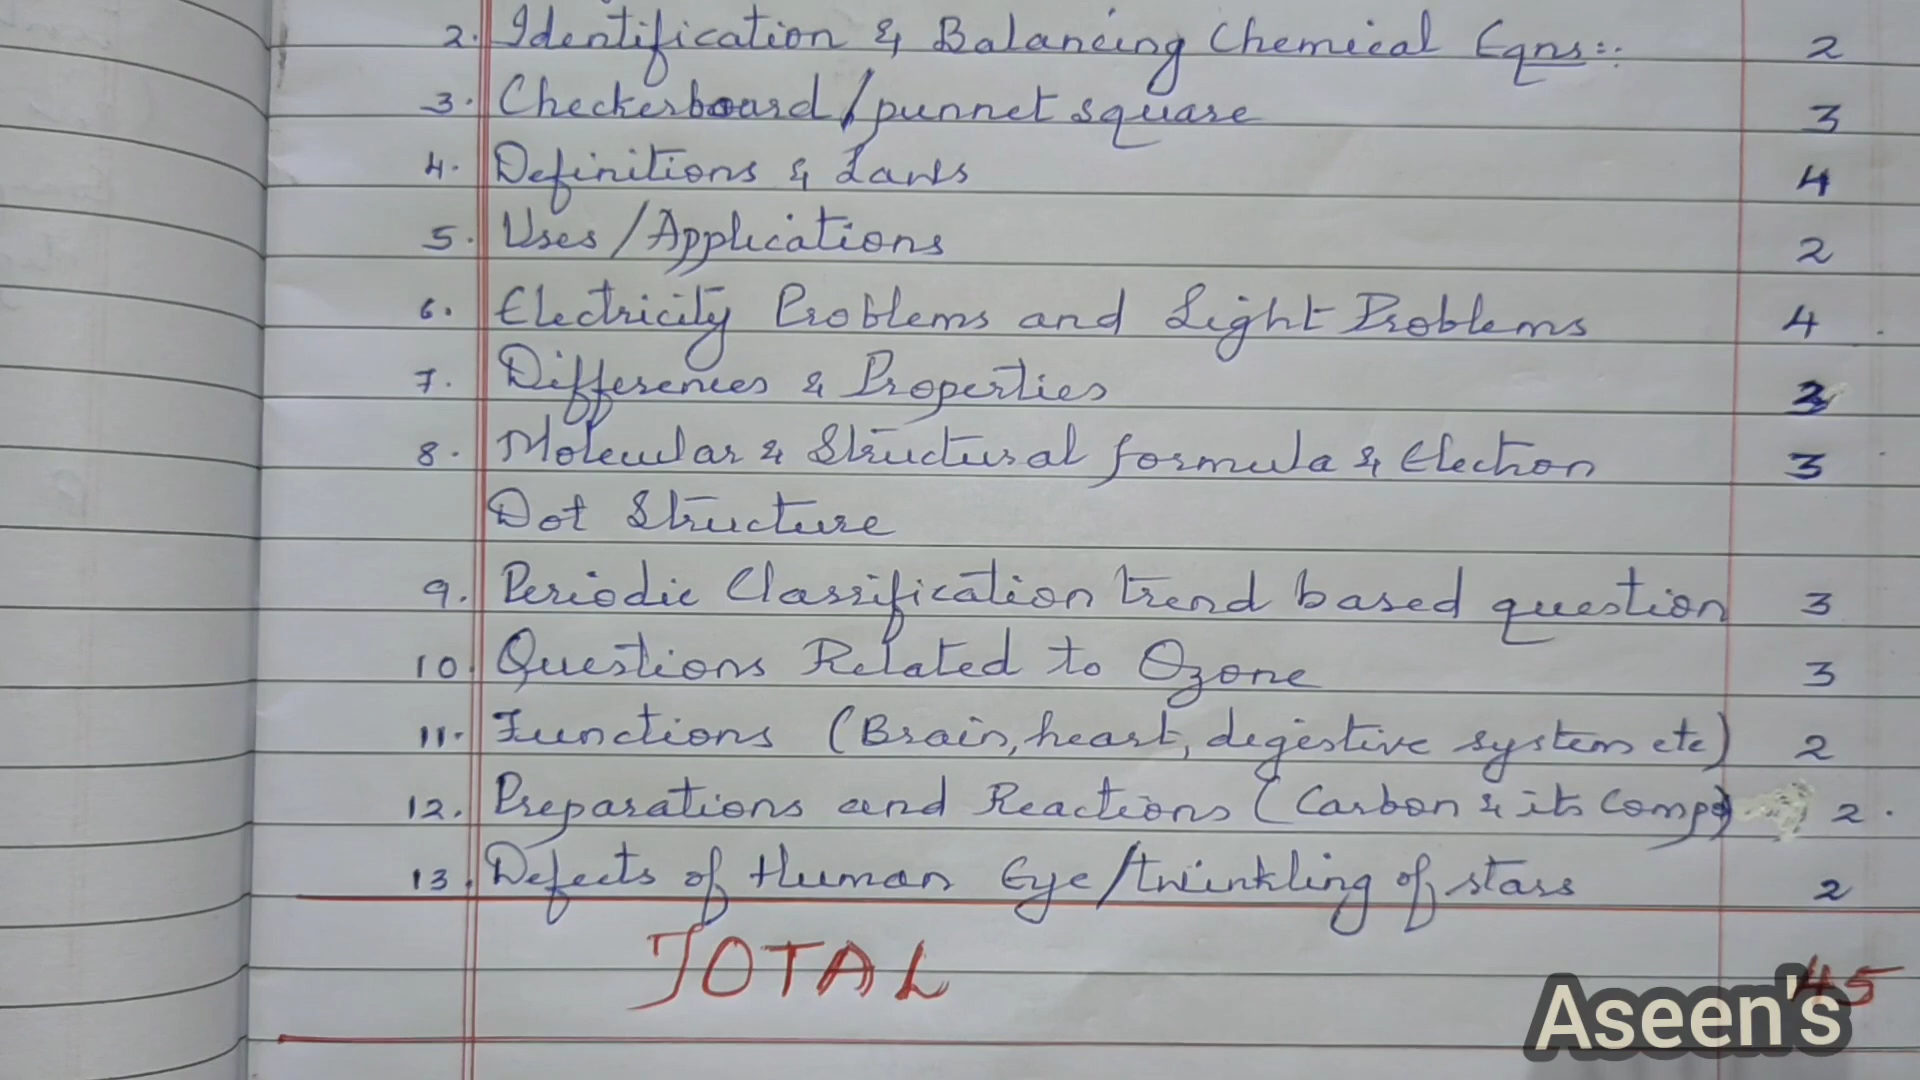 2. Identification & Balancing Chemical Eqns:. 2
3. Checkerboard/punnet square 3
4. Definitions & Laws 4
5. Uses/Applications 2
6. Electricity Problems and Light Problems 4
7. Differences & Properties
8. Molecular & Structural formula & Electron 3
Dot Structure
9. Periodic Classification trend based question 3
10. Questions Related to Ozone 3
11. Functions (Brain, heart, digestive system etc) 2
12. Preparations and Reactions (Carbon & its Comp) 2.
13. Defects of Human Eye/twinkling of stars 2
TOTAL 45
Aseen's